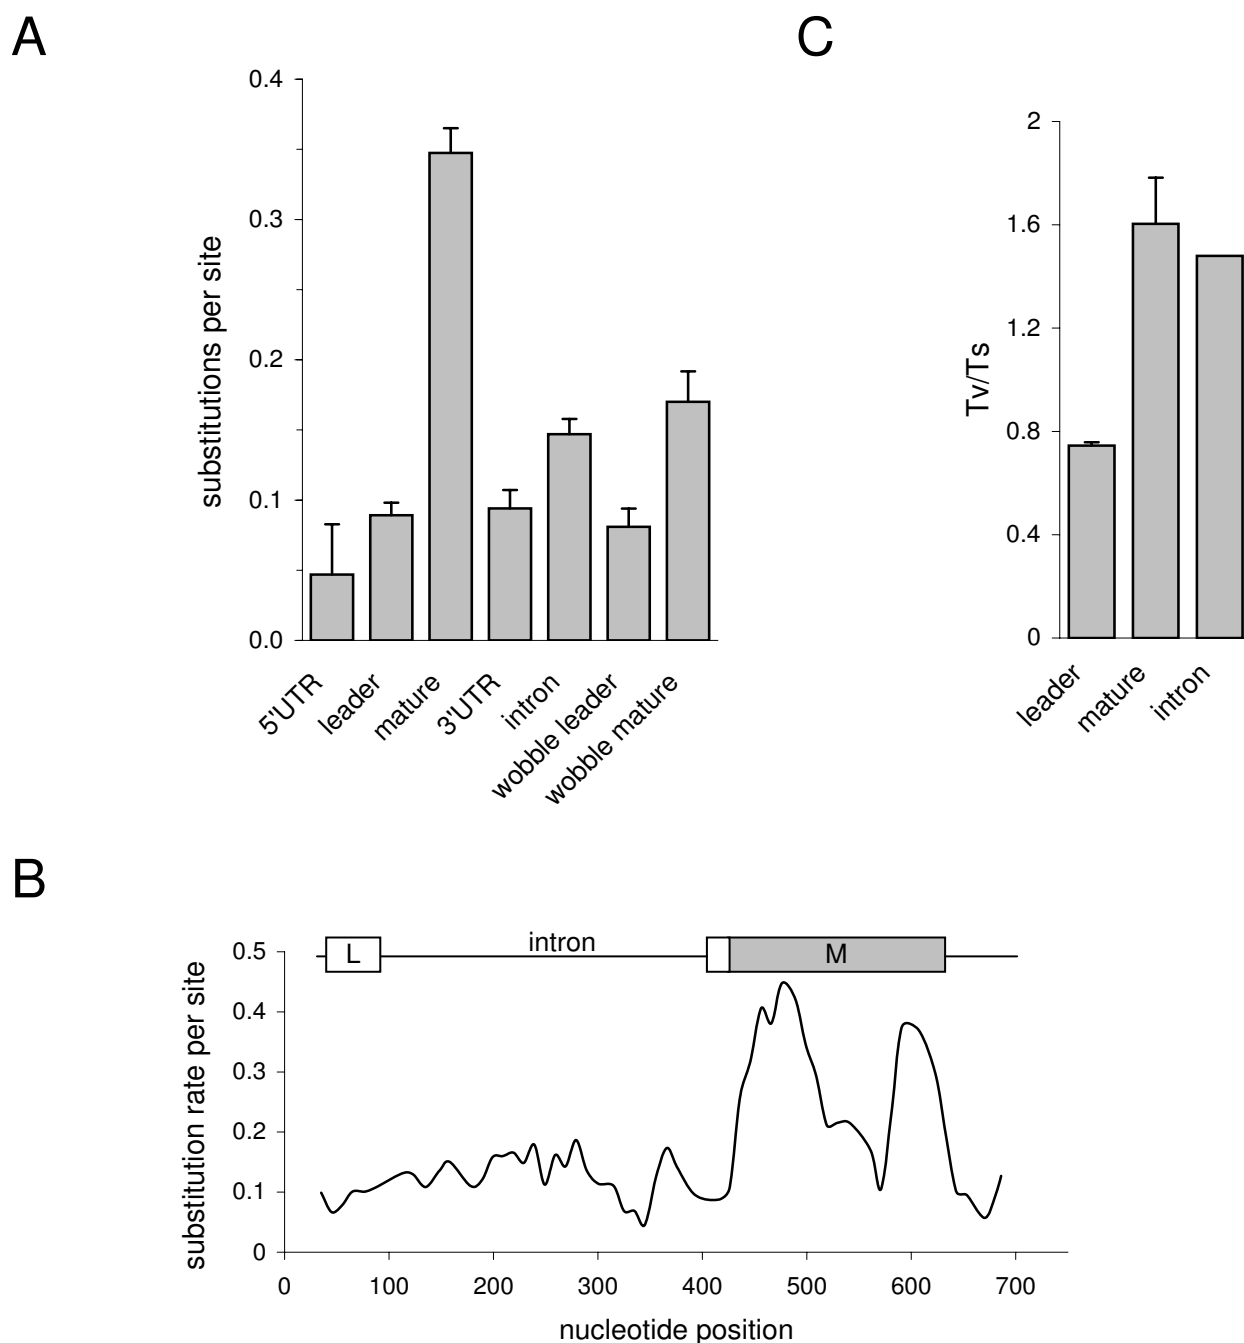 A
C
0.4
0.3
0.2
0.1
0.0
substitutions per site
5'UTR
leader
mature
3'UTR
intron
wobble leader
wobble mature
2
1.6
1.2
0.8
0.4
0
Tv/Ts
leader
mature
intron
B
L
intron
M
0.5
0.4
0.3
0.2
0.1
0
substitution rate per site
0 100 200 300 400 500 600 700
nucleotide position